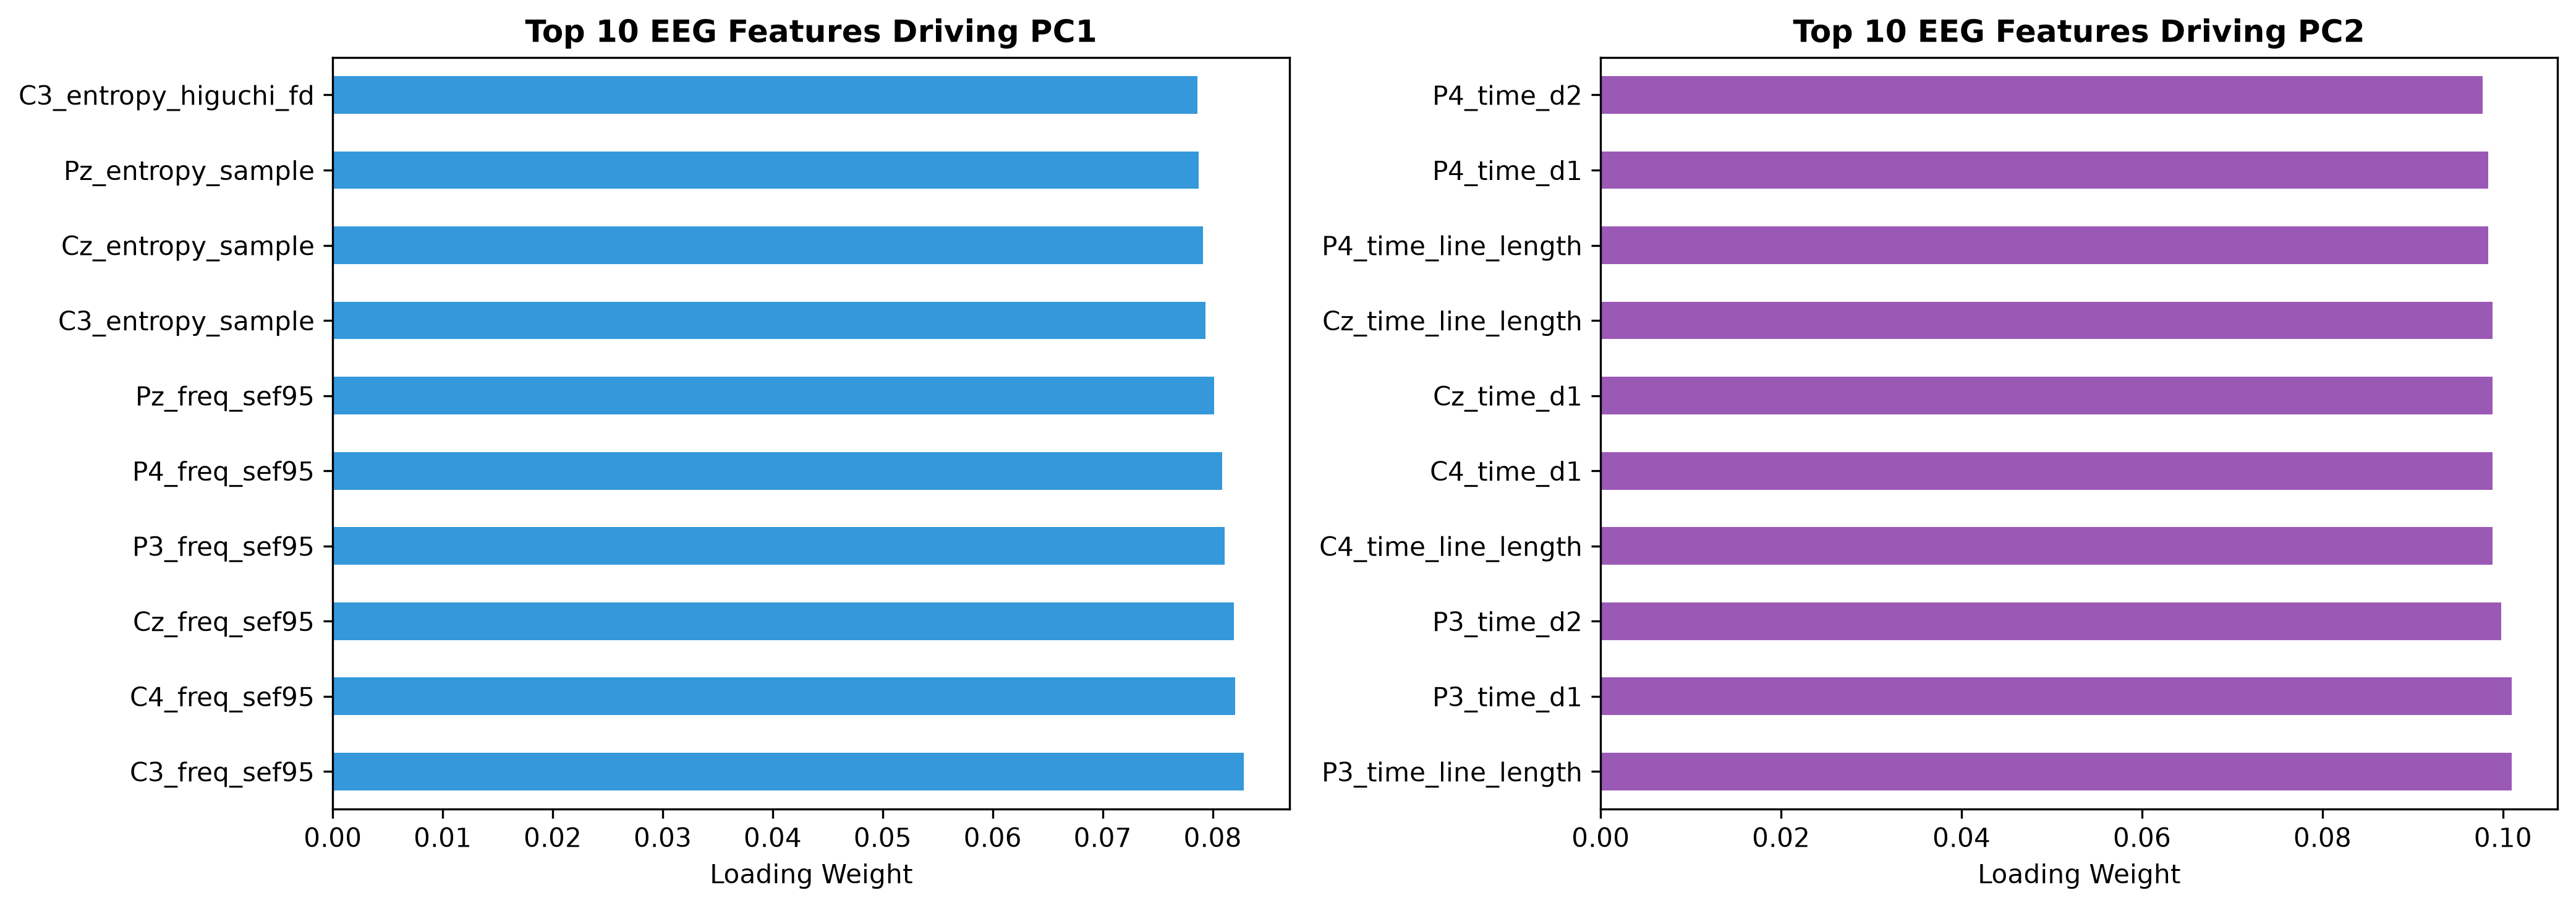 Top 10 EEG Features Driving PC1
C3_entropy_higuchi_fd
Pz_entropy_sample
Cz_entropy_sample
C3_entropy_sample
Pz_freq_sef95
P4_freq_sef95
P3_freq_sef95
Cz_freq_sef95
C4_freq_sef95
C3_freq_sef95
0.00 0.01 0.02 0.03 0.04 0.05 0.06 0.07 0.08
Loading Weight
Top 10 EEG Features Driving PC2
P4_time_d2
P4_time_d1
P4_time_line_length
Cz_time_line_length
Cz_time_d1
C4_time_d1
C4_time_line_length
P3_time_d2
P3_time_d1
P3_time_line_length
0.00 0.02 0.04 0.06 0.08 0.10
Loading Weight